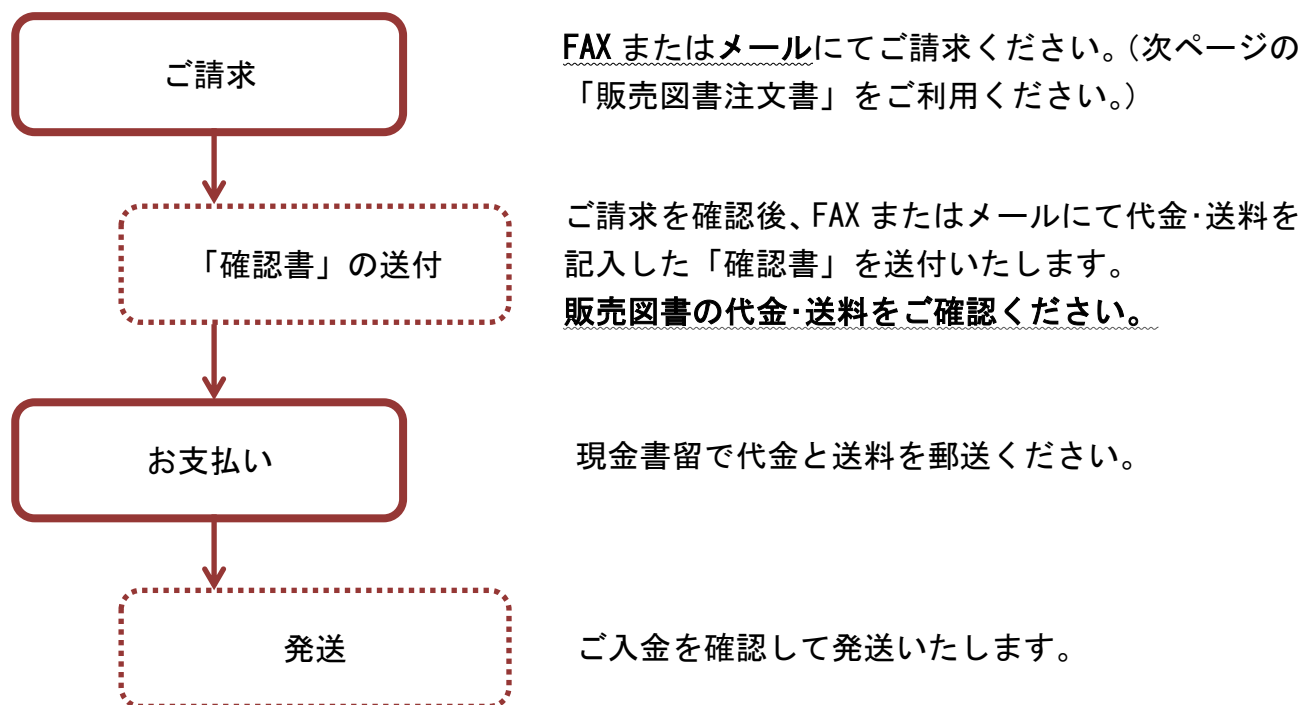 ご請求
FAX またはメールにてご請求ください。（次ページの
「販売図書注文書」をご利用ください。）
「確認書」の送付
ご請求を確認後、FAX またはメールにて代金・送料を
記入した「確認書」を送付いたします。
販売図書の代金・送料をご確認ください。
お支払い
現金書留で代金と送料を郵送ください。
発送
ご入金を確認して発送いたします。